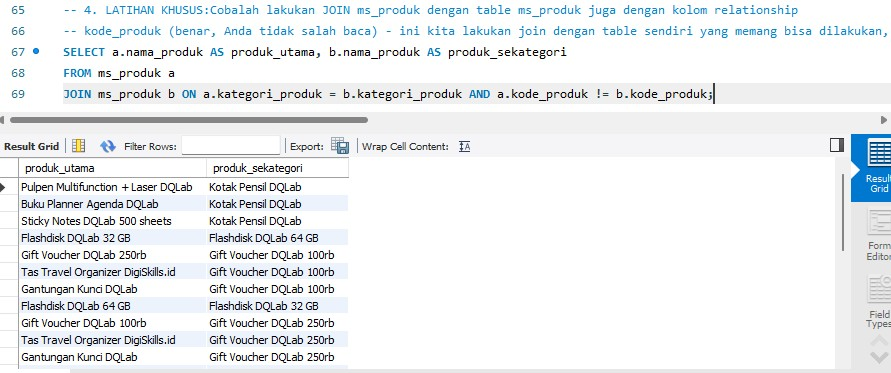 65 -- 4. LATIHAN KHUSUS:Cobalah lakukan JOIN ms_produk dengan table ms_produk juga dengan kolom relationship
66 -- kode_produk (benar, Anda tidak salah baca) - ini kita lakukan join dengan table sendiri yang memang bisa dilakukan,
67 SELECT a.nama_produk AS produk_utama, b.nama_produk AS produk_sekategori
68 FROM ms_produk a
69 JOIN ms_produk b ON a.kategori_produk = b.kategori_produk AND a.kode_produk != b.kode_produk;
Result Grid Filter Rows: Export: Wrap Cell Content:
produk_utama produk_sekategori
Pulpen Multifunction + Laser DQLab Kotak Pensil DQLab
Buku Planner Agenda DQLab Kotak Pensil DQLab
Sticky Notes DQLab 500 sheets Kotak Pensil DQLab
Flashdisk DQLab 32 GB Flashdisk DQLab 64 GB
Gift Voucher DQLab 250rb Gift Voucher DQLab 100rb
Tas Travel Organizer DigiSkills.id Gift Voucher DQLab 100rb
Gantungan Kunci DQLab Gift Voucher DQLab 100rb
Flashdisk DQLab 64 GB Flashdisk DQLab 32 GB
Gift Voucher DQLab 100rb Gift Voucher DQLab 250rb
Tas Travel Organizer DigiSkills.id Gift Voucher DQLab 250rb
Gantungan Kunci DQLab Gift Voucher DQLab 250rb
Result
Grid
Form
Editor
Field
Types